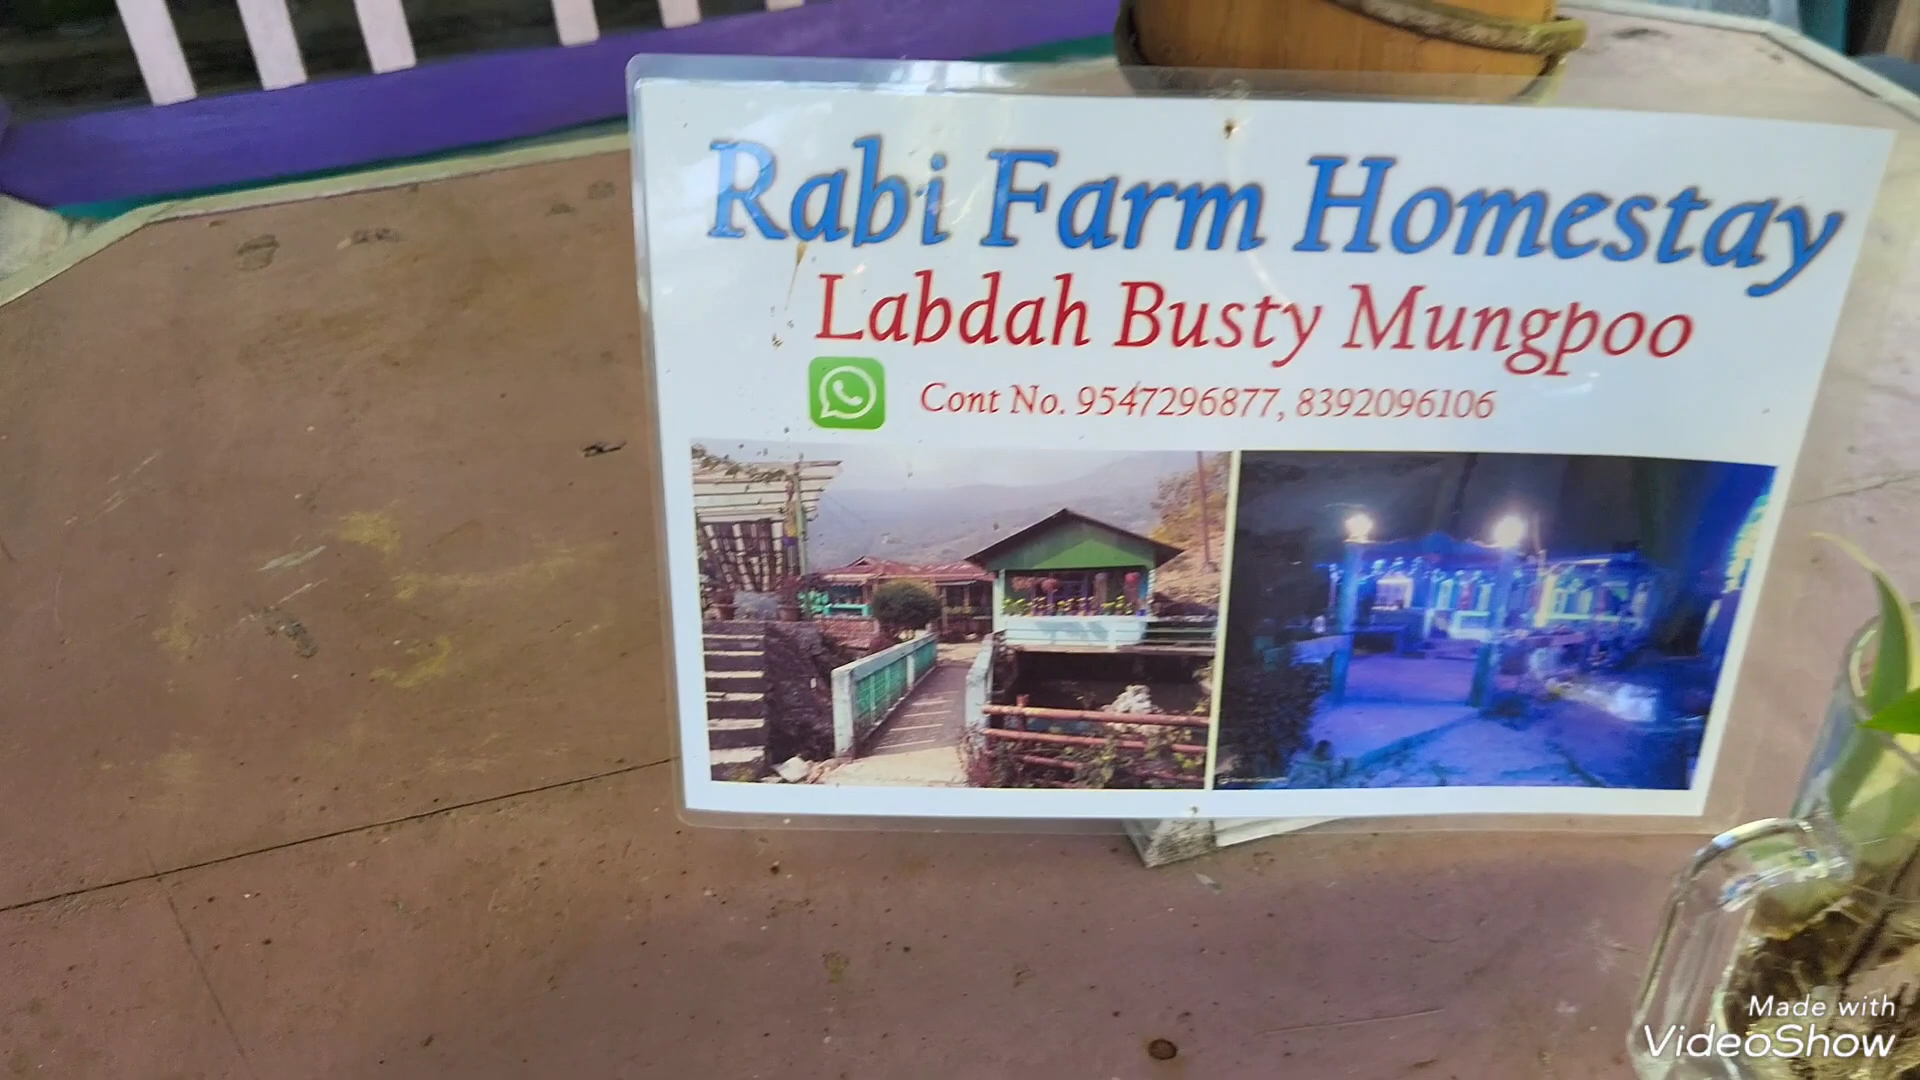 Rabi Farm Homestay
Labdah Busty Mungpoo
Cont No. 9547296877, 8392096106
Made with
VideoShow